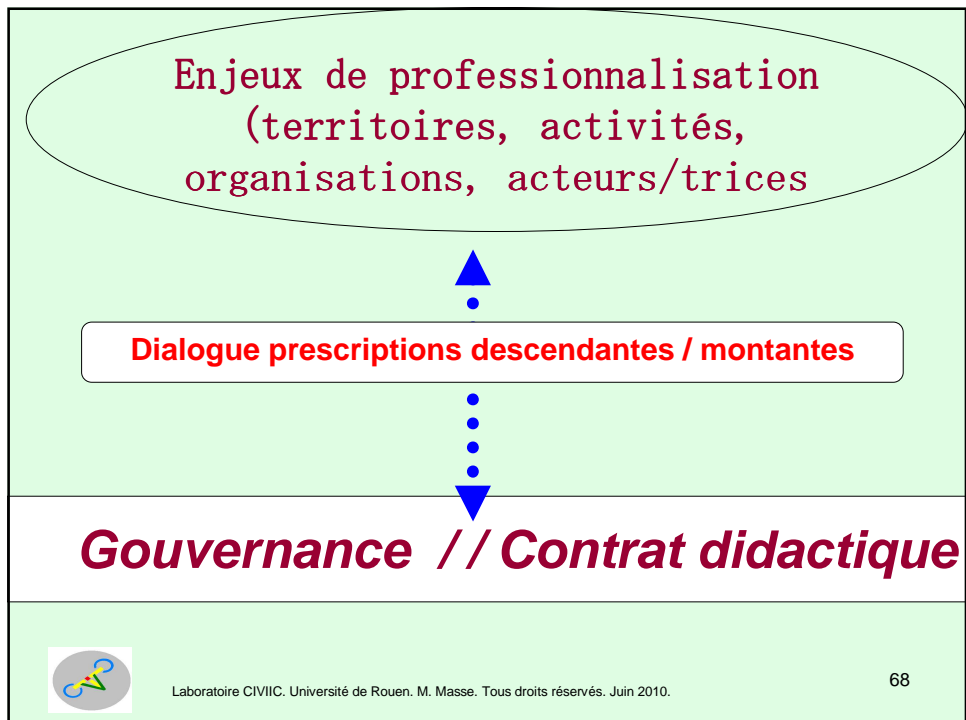 Enjeux de professionnalisation
(territoires, activités,
organisations, acteurs/trices
Dialogue prescriptions descendantes / montantes
Gouvernance // Contrat didactique
Laboratoire CIVIIC. Université de Rouen. M. Masse. Tous droits réservés. Juin 2010.
68